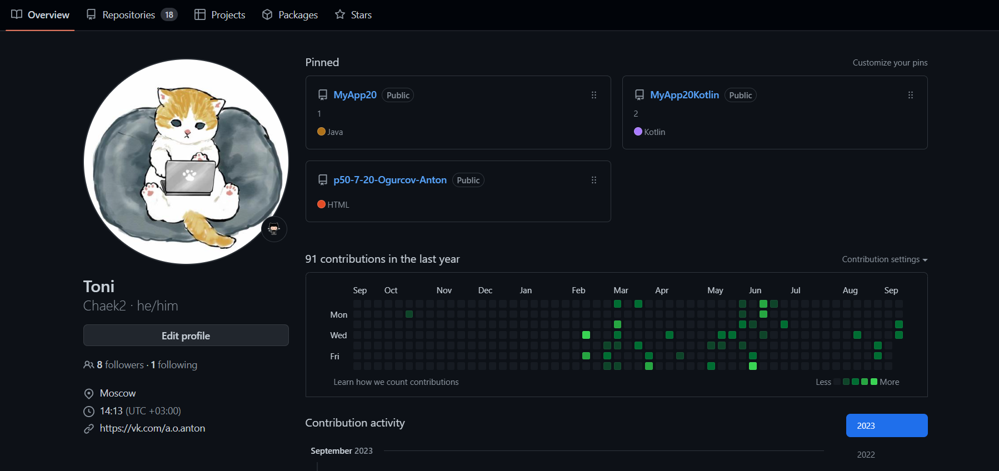 Overview Repositories 18 Projects Packages Stars
Toni
Chaek2 · he/him
Edit profile
8 followers · 1 following
Moscow
14:13 (UTC +03:00)
https://vk.com/a.o.anton
Pinned
Customize your pins
MyApp20 Public
1
Java
MyApp20Kotlin Public
2
Kotlin
p50-7-20-Ogurcov-Anton Public
HTML
91 contributions in the last year
Contribution settings
Sep Oct Nov Dec Jan Feb Mar Apr May Jun Jul Aug Sep
Mon
Wed
Fri
Learn how we count contributions
Less More
Contribution activity
2023
2022
September 2023